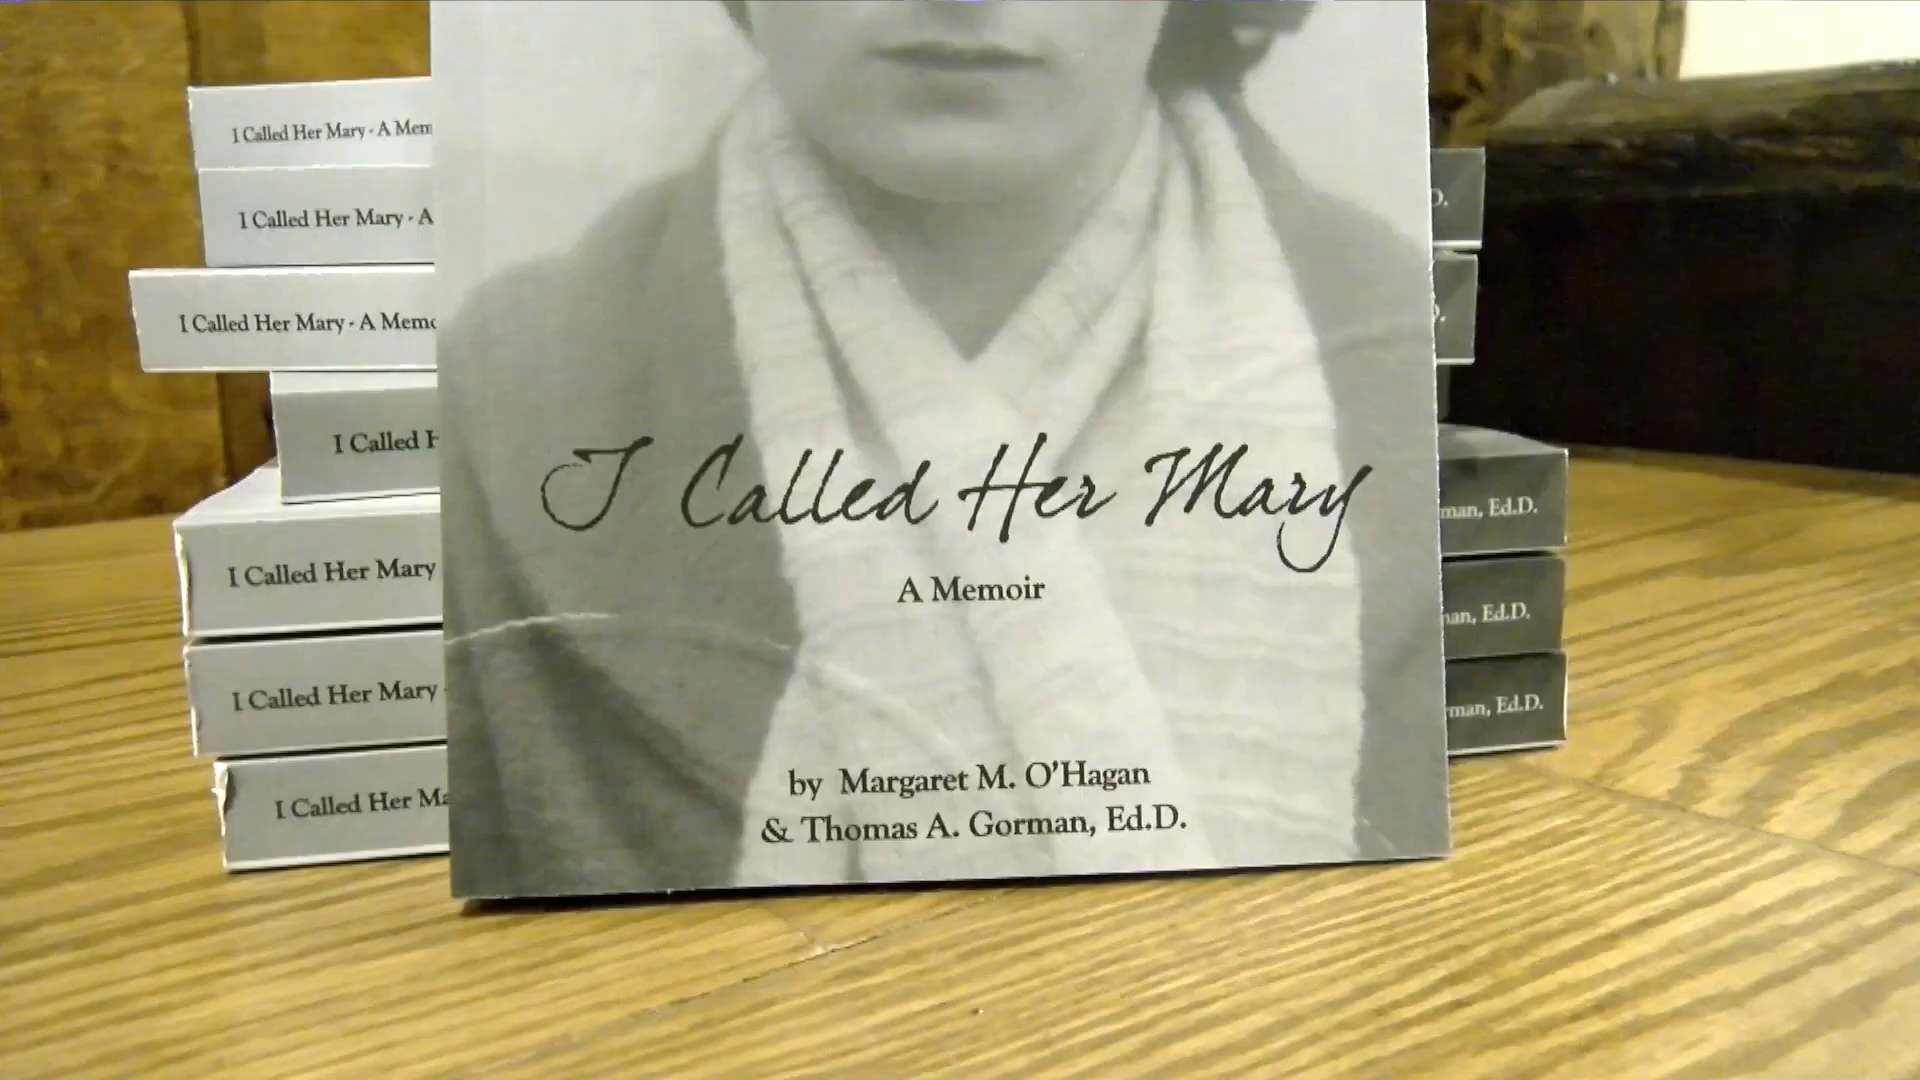 I Called Her Mary - A Mem
I Called Her Mary - A
I Called Her Mary - A Memo
I Called H
I Called Her Mary
I Called Her Mary
I Called Her Ma
I Called Her Mary
A Memoir
by Margaret M. O'Hagan
& Thomas A. Gorman, Ed.D.
D.
D.
man, Ed.D.
man, Ed.D.
rman, Ed.D.